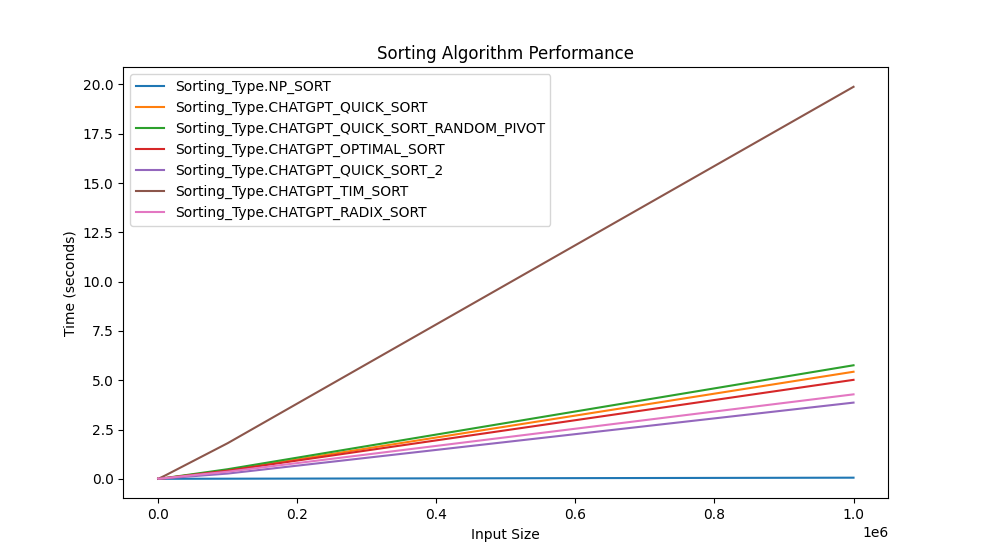 Sorting Algorithm Performance
20.0
17.5
15.0
12.5
10.0
7.5
5.0
2.5
0.0
Time (seconds)
Sorting_Type.NP_SORT
Sorting_Type.CHATGPT_QUICK_SORT
Sorting_Type.CHATGPT_QUICK_SORT_RANDOM_PIVOT
Sorting_Type.CHATGPT_OPTIMAL_SORT
Sorting_Type.CHATGPT_QUICK_SORT_2
Sorting_Type.CHATGPT_TIM_SORT
Sorting_Type.CHATGPT_RADIX_SORT
0.0 0.2 0.4 0.6 0.8 1.0
1e6
Input Size